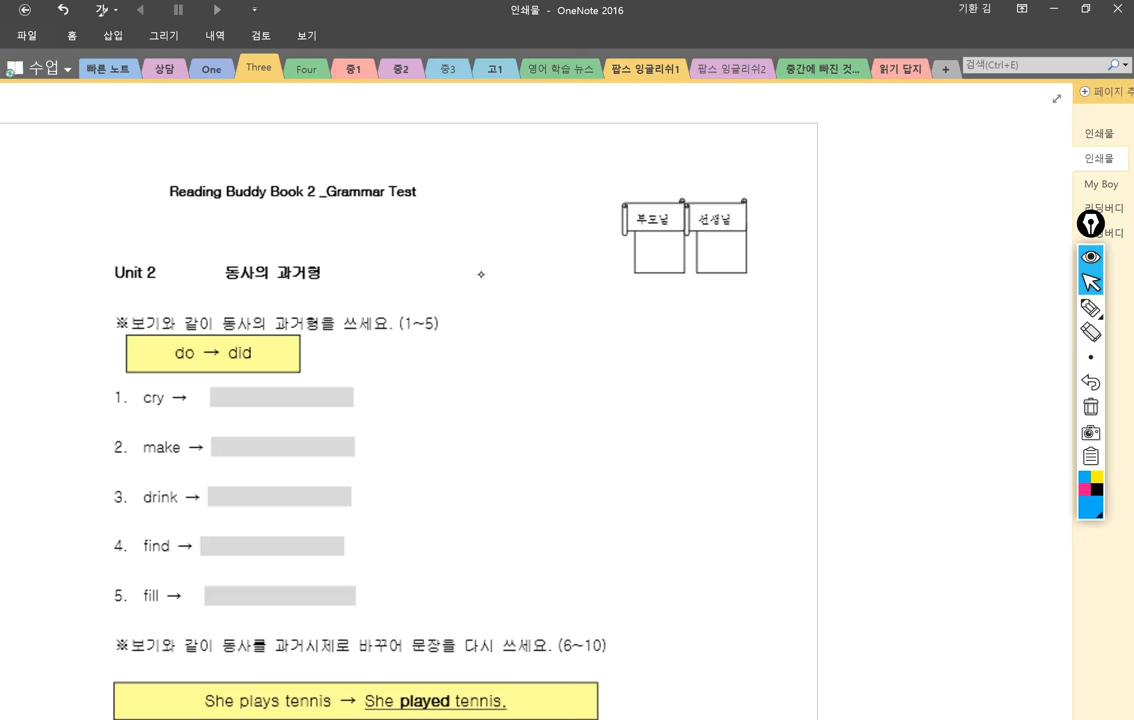 인쇄물 - OneNote 2016
기환 김
파일 홈 삽입 그리기 내역 검토 보기
수업 빠른 노트 상담 One Three Four 중1 중2 중3 고1 영어 학습 뉴스 팝스 잉글리쉬1 팝스 잉글리쉬2 중간에 빠진 것... 읽기 답지 + 검색(Ctrl+E)
페이지 추
인쇄물
인쇄물
My Boy
리딩버디
Reading Buddy Book 2 _Grammar Test
부모님 선생님
Unit 2 동사의 과거형
※보기와 같이 동사의 과거형을 쓰세요. (1~5)
do → did
1. cry →
2. make →
3. drink →
4. find →
5. fill →
※보기와 같이 동사를 과거시제로 바꾸어 문장을 다시 쓰세요. (6~10)
She plays tennis → She played tennis.